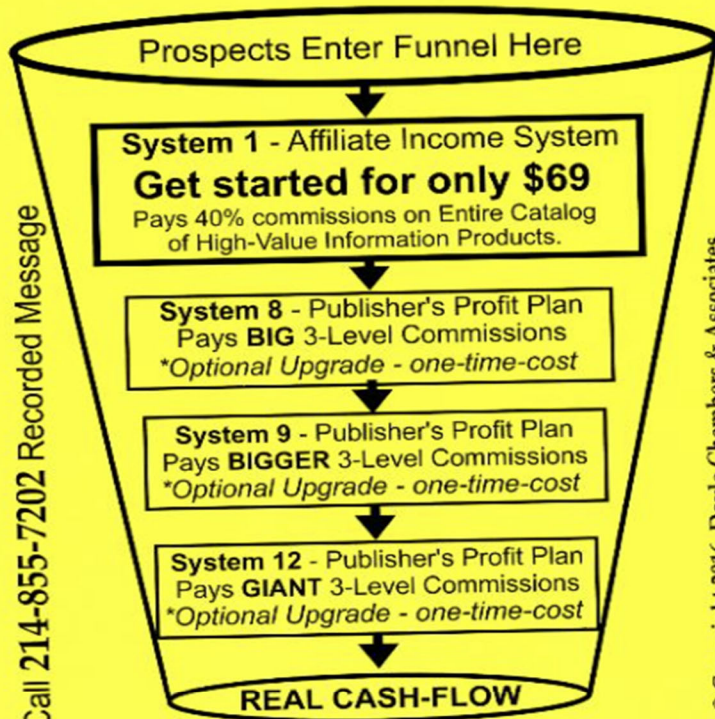 Prospects Enter Funnel Here
System 1 - Affiliate Income System
Get started for only $69
Pays 40% commissions on Entire Catalog
of High-Value Information Products.
System 8 - Publisher's Profit Plan
Pays BIG 3-Level Commissions
*Optional Upgrade - one-time-cost
System 9 - Publisher's Profit Plan
Pays BIGGER 3-Level Commissions
*Optional Upgrade - one-time-cost
System 12 - Publisher's Profit Plan
Pays GIANT 3-Level Commissions
*Optional Upgrade - one-time-cost
REAL CASH-FLOW
Call 214-855-7202 Recorded Message
Chambers & Associates